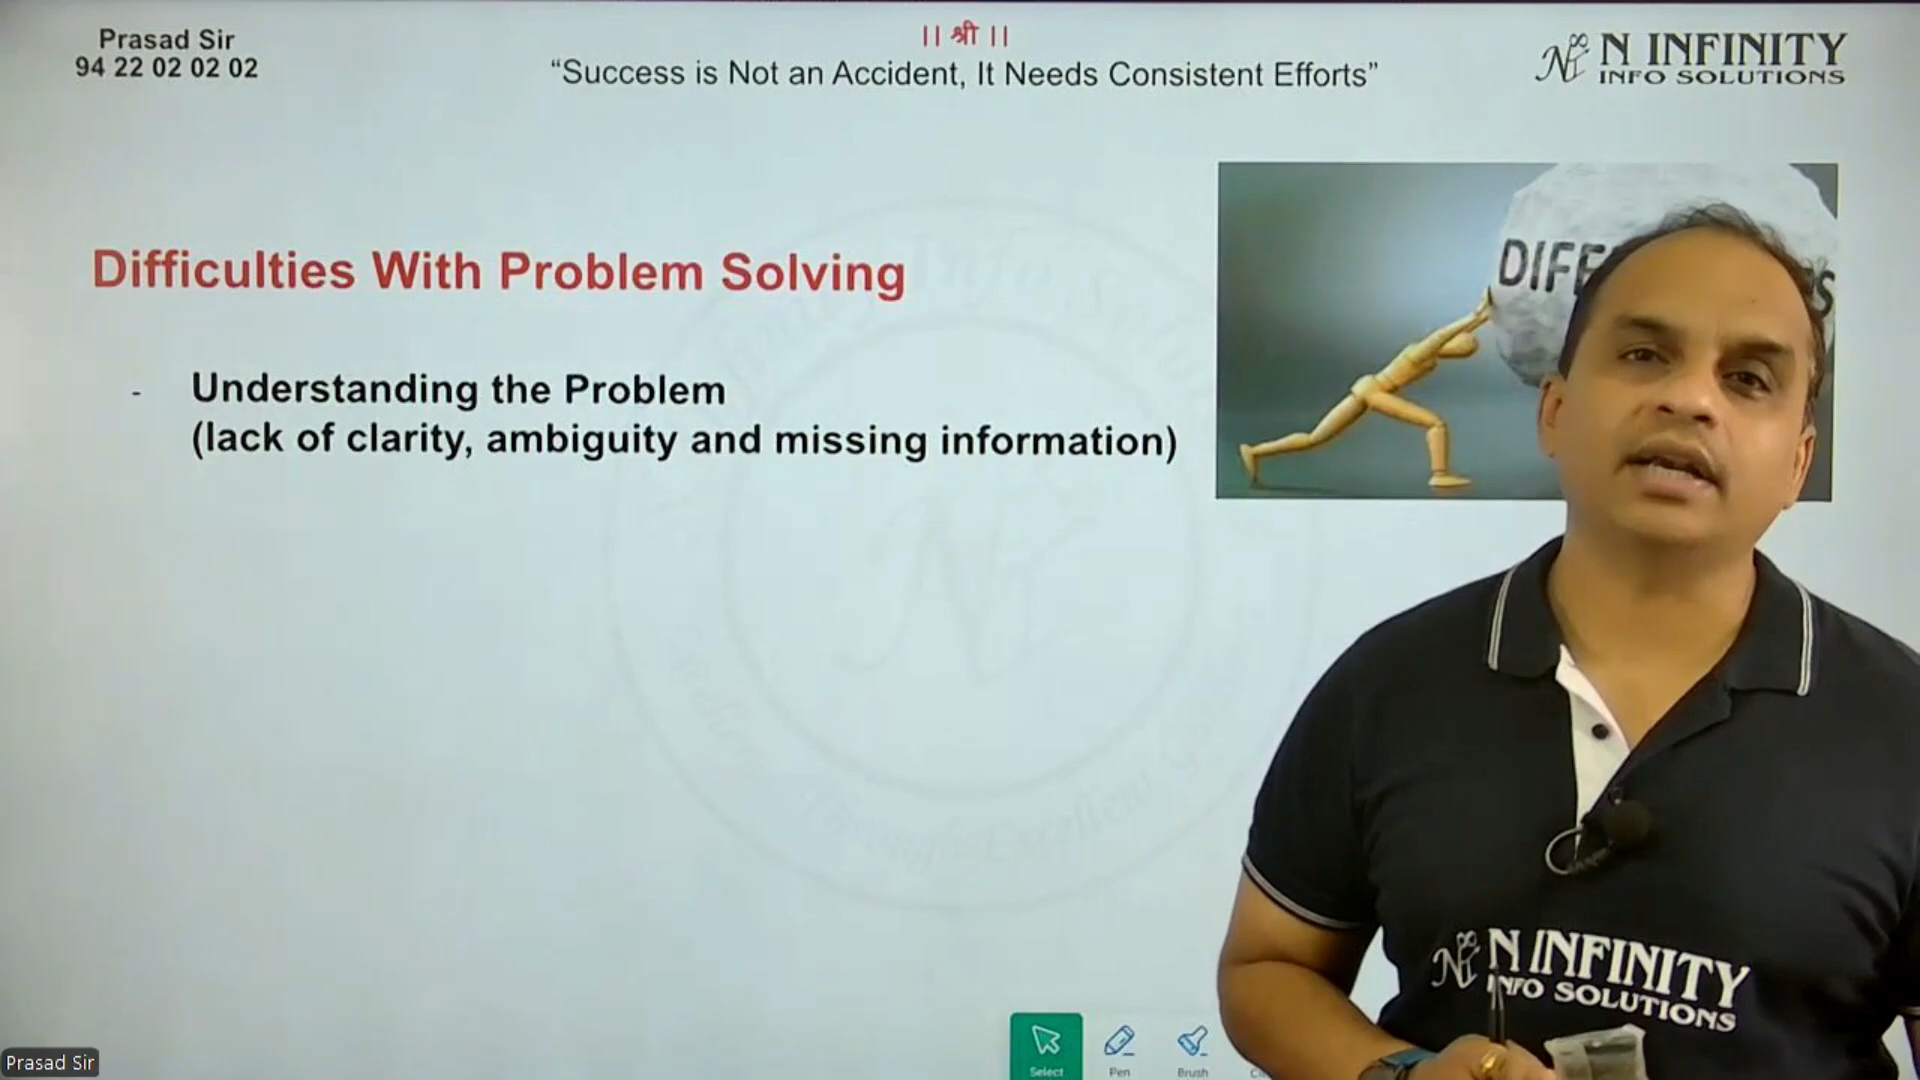 Prasad Sir
94 22 02 02 02
|| श्री ||
“Success is Not an Accident, It Needs Consistent Efforts”
N INFINITY
INFO SOLUTIONS
Difficulties With Problem Solving
- Understanding the Problem
(lack of clarity, ambiguity and missing information)
N INFINITY
INFO SOLUTIONS
Select
Pen
Brush
Prasad Sir